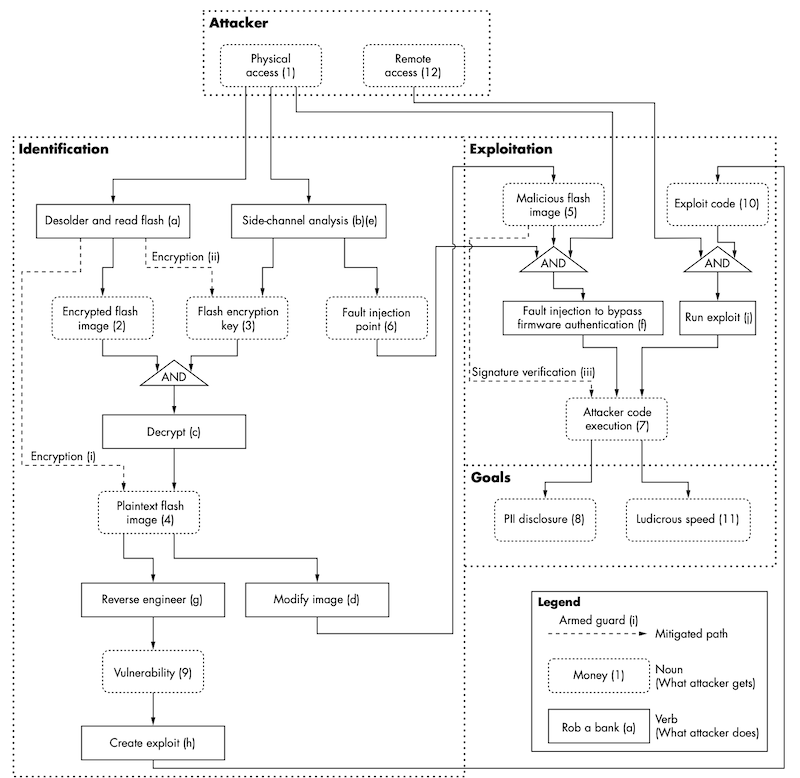 Attacker
Physical
access (1)
Remote
access (12)
Identification
Exploitation
Desolder and read flash (a)
Side-channel analysis (b)(e)
Malicious flash
image (5)
Exploit code (10)
Encryption (ii)
AND
AND
Encrypted flash
image (2)
Flash encryption
key (3)
Fault injection
point (6)
Fault injection to bypass
firmware authentication (f)
Run exploit (j)
AND
Signature verification (iii)
Decrypt (c)
Attacker code
execution (7)
Encryption (i)
Plaintext flash
image (4)
Goals
PII disclosure (8)
Ludicrous speed (11)
Reverse engineer (g)
Modify image (d)
Vulnerability (9)
Create exploit (h)
Legend
Armed guard (i)
Mitigated path
Money (1)
Noun
(What attacker gets)
Rob a bank (a)
Verb
(What attacker does)